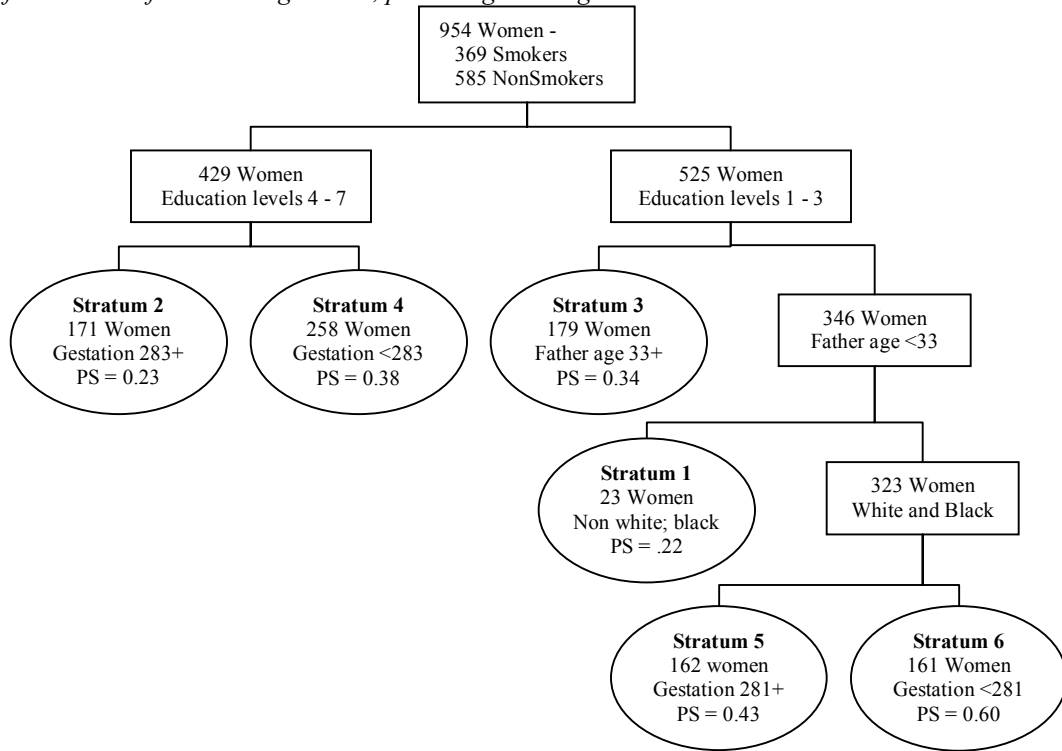 954 Women -
369 Smokers
585 NonSmokers
429 Women
Education levels 4 - 7
525 Women
Education levels 1 - 3
Stratum 2
171 Women
Gestation 283+
PS = 0.23
Stratum 4
258 Women
Gestation <283
PS = 0.38
Stratum 3
179 Women
Father age 33+
PS = 0.34
346 Women
Father age <33
Stratum 1
23 Women
Non white; black
PS = .22
323 Women
White and Black
Stratum 5
162 women
Gestation 281+
PS = 0.43
Stratum 6
161 Women
Gestation <281
PS = 0.60